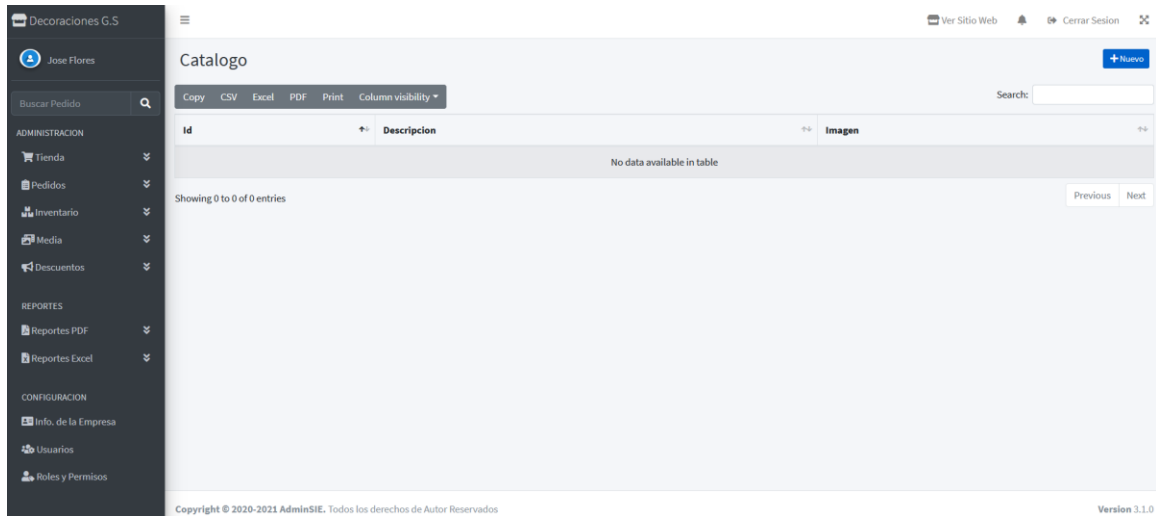 Decoraciones G.S
Ver Sitio Web
Cerrar Sesion
Jose Flores
Catalogo
Nuevo
Buscar Pedido
Copy CSV Excel PDF Print Column visibility
Search:
ADMINISTRACION
Id Descripcion Imagen
Tienda
No data available in table
Pedidos
Showing 0 to 0 of 0 entries
Previous Next
Inventario
Media
Descuentos
REPORTES
Reportes PDF
Reportes Excel
CONFIGURACION
Info. de la Empresa
Usuarios
Roles y Permisos
Copyright © 2020-2021 AdminSIE. Todos los derechos de Autor Reservados
Version 3.1.0